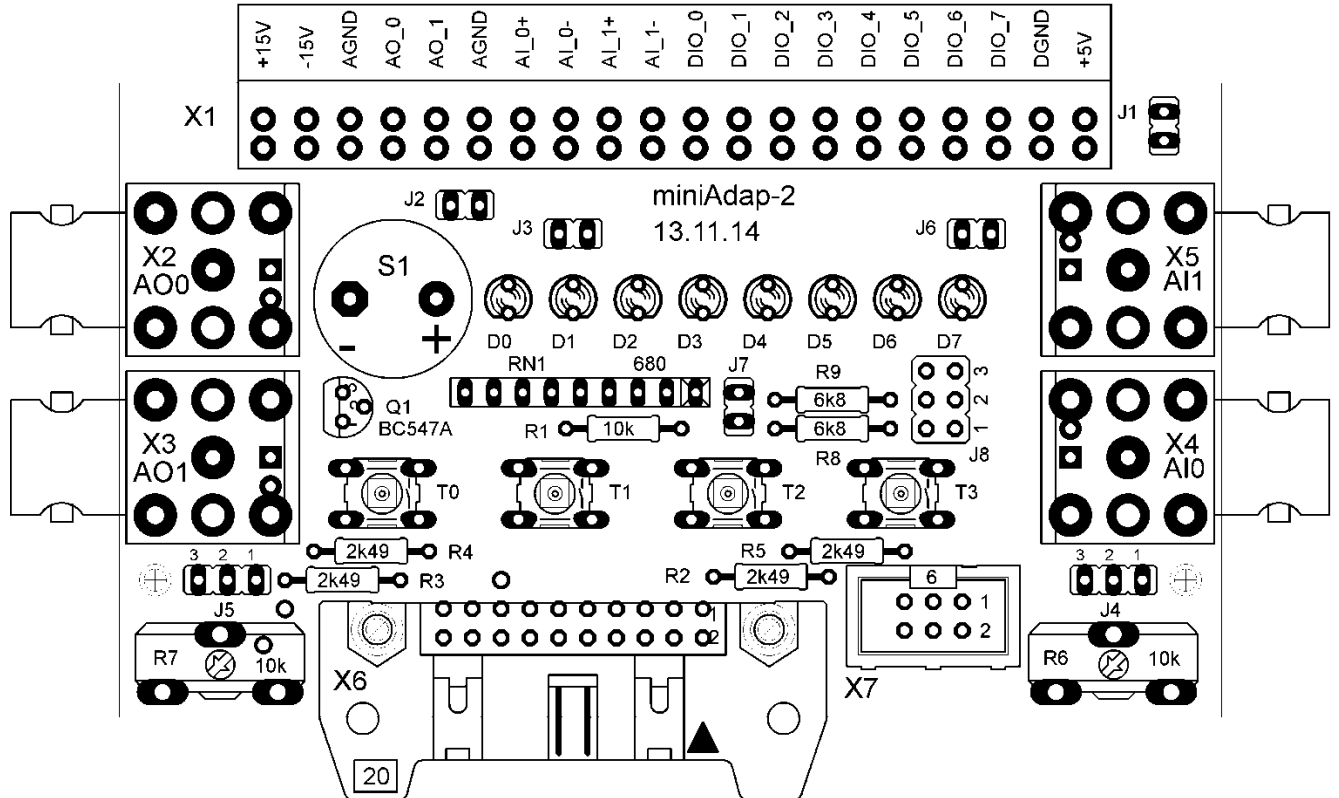 +15V
-15V
AGND
AO_0
AO_1
AGND
AI_0+
AI_0-
AI_1+
AI_1-
DIO_0
DIO_1
DIO_2
DIO_3
DIO_4
DIO_5
DIO_6
DIO_7
DGND
+5V
X1
J1
miniAdap-2
13.11.14
J2
J3
J6
X2
AO0
S1
- +
X5
AI1
D0 D1 D2 D3 D4 D5 D6 D7
RN1 680
J7
R9
6k8
3
2
1
Q1
BC547A
R1 10k
6k8
R8
J8
X3
AO1
X4
AI0
T0 T1 T2 T3
2k49 R4
R5 2k49
3 2 1
2k49 R3
R2 2k49
6
3 2 1
J5
1
2
1
2
J4
R7 10k
X6
X7
R6 10k
20